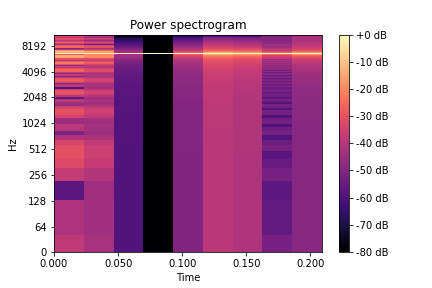 Power spectrogram
8192
4096
2048
1024
512
256
128
64
0
Hz
0.000 0.050 0.100 0.150 0.200
Time
+0 dB
-10 dB
-20 dB
-30 dB
-40 dB
-50 dB
-60 dB
-70 dB
-80 dB